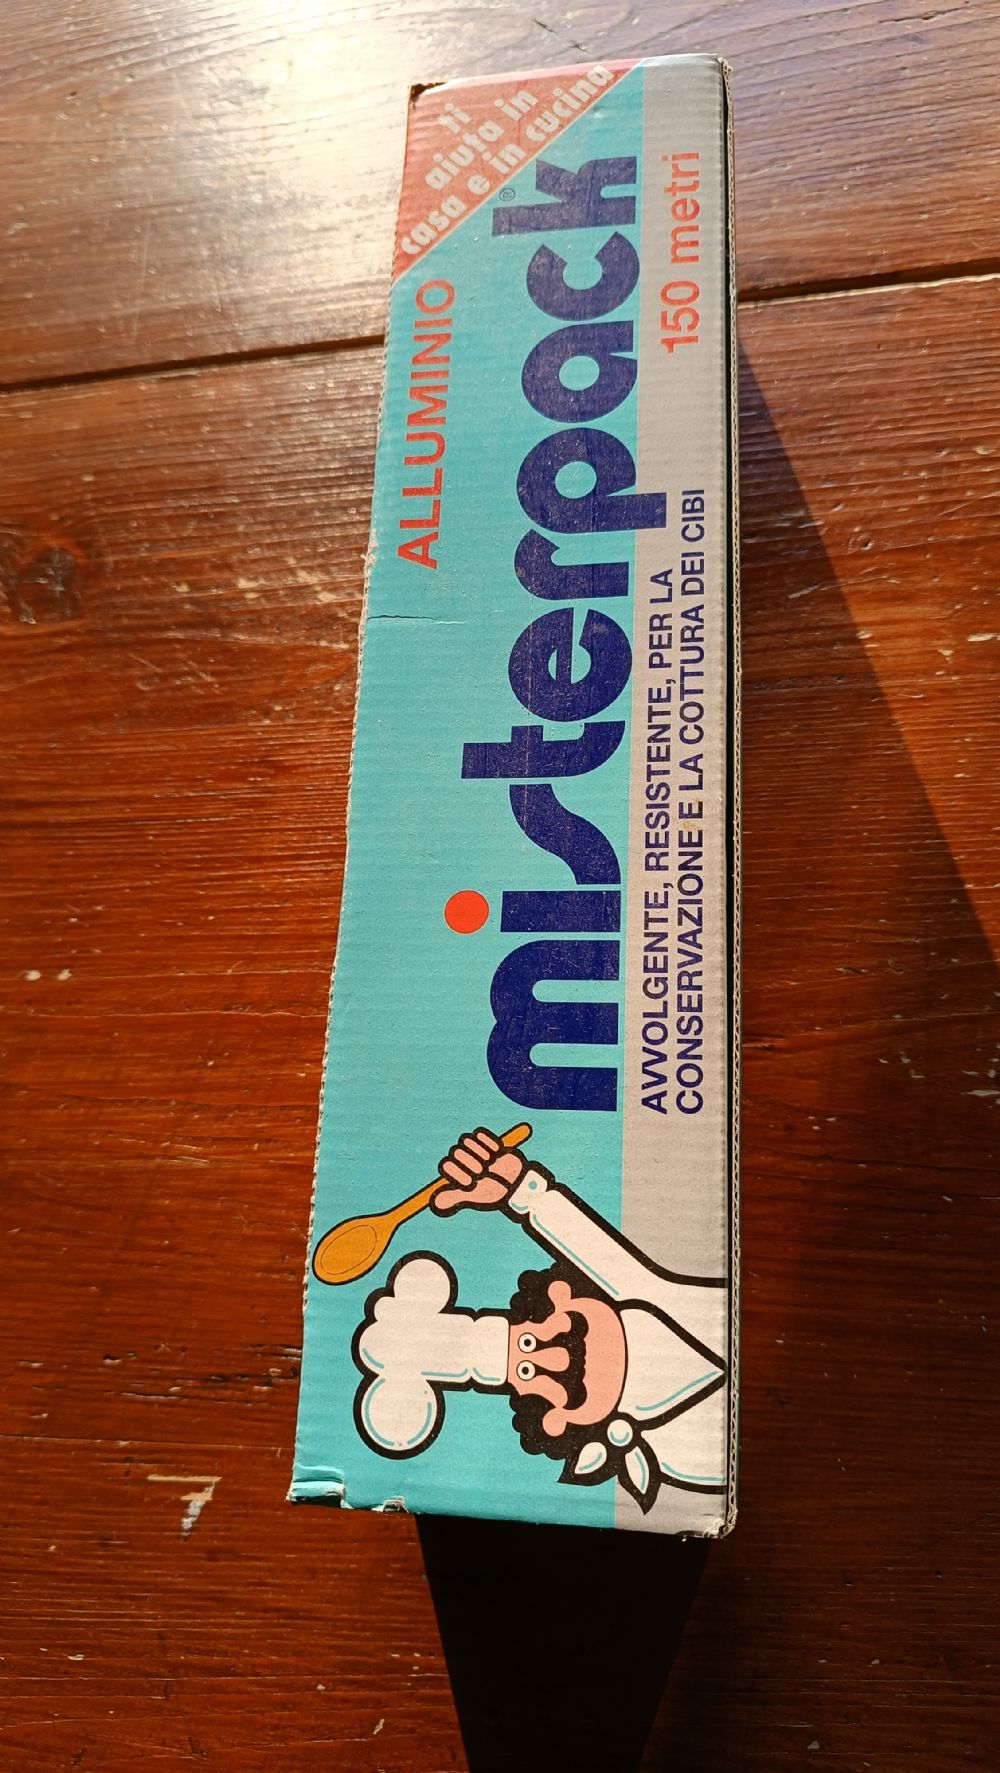 ti
aiuta in
casa e in cucina
ALLUMINIO
misterpack®
150 metri
AVVOLGENTE, RESISTENTE, PER LA
CONSERVAZIONE E LA COTTURA DEI CIBI